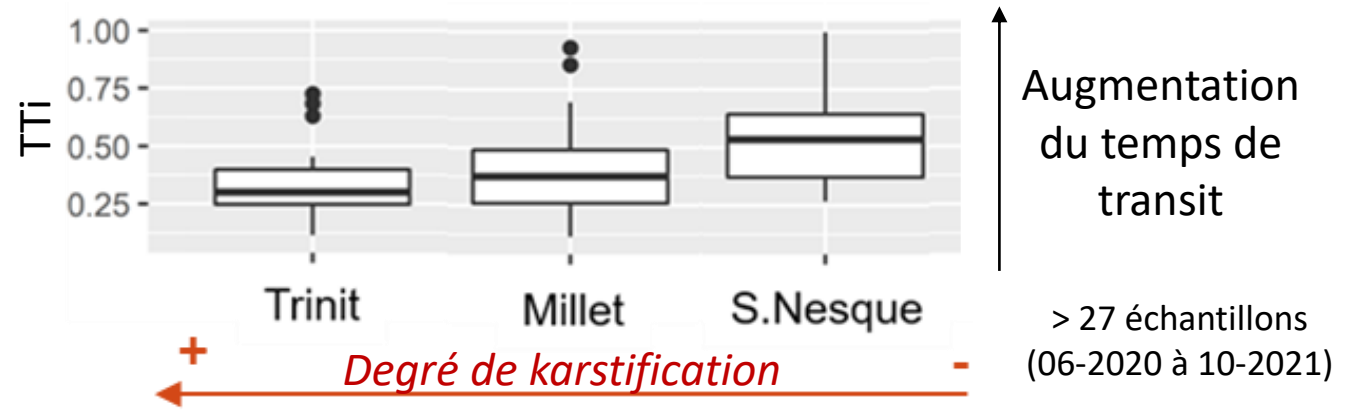 1.00
0.75
0.50
0.25
TTi
Trinit
Millet
S.Nesque
+
Degré de karstification
-
Augmentation
du temps de
transit
> 27 échantillons
(06-2020 à 10-2021)